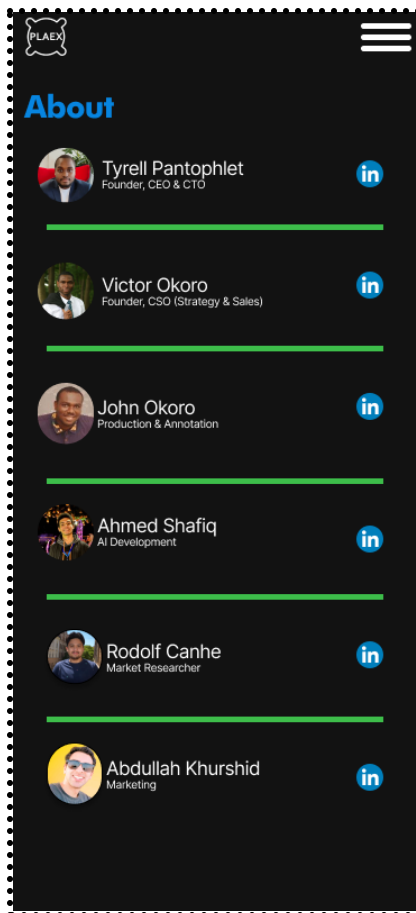 PLAEX
About
Tyrell Pantophlet
Founder, CEO & CTO
in
Victor Okoro
Founder, CSO (Strategy & Sales)
in
John Okoro
Production & Annotation
in
Ahmed Shafiq
AI Development
in
Rodolf Canhe
Market Researcher
in
Abdullah Khurshid
Marketing
in